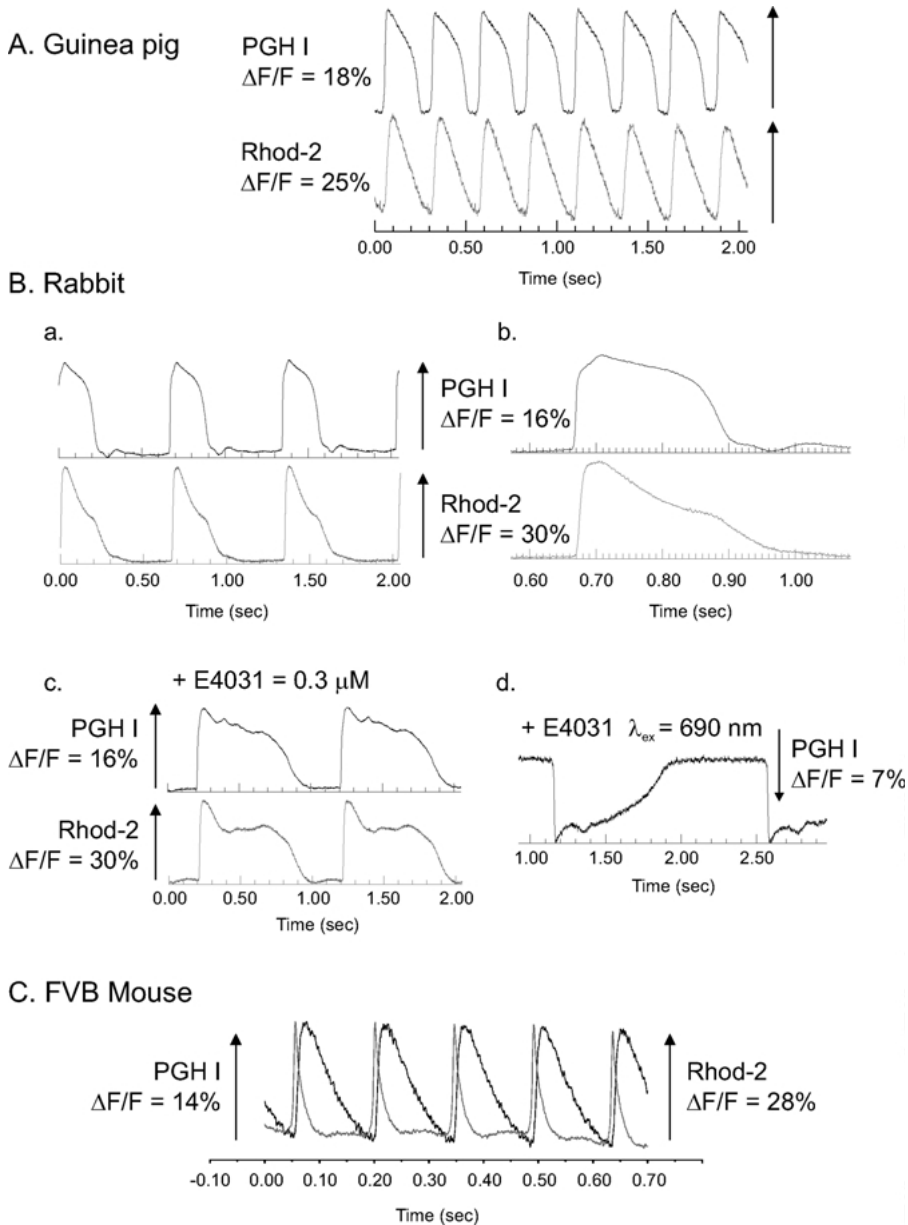 A. Guinea pig
PGH I
ΔF/F = 18%
Rhod-2
ΔF/F = 25%
0.00 0.50 1.00 1.50 2.00
Time (sec)
B. Rabbit
a.
PGH I
ΔF/F = 16%
Rhod-2
ΔF/F = 30%
0.00 0.50 1.00 1.50 2.00
Time (sec)
b.
0.60 0.70 0.80 0.90 1.00
Time (sec)
c.
+ E4031 = 0.3 μM
PGH I
ΔF/F = 16%
Rhod-2
ΔF/F = 30%
0.00 0.50 1.00 1.50 2.00
Time (sec)
d.
+ E4031 λex = 690 nm
PGH I
ΔF/F = 7%
1.00 1.50 2.00 2.50
Time (sec)
C. FVB Mouse
PGH I
ΔF/F = 14%
Rhod-2
ΔF/F = 28%
-0.10 0.00 0.10 0.20 0.30 0.40 0.50 0.60 0.70
Time (sec)